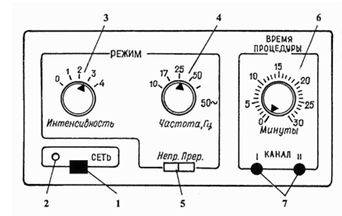 3
4
6
РЕЖИМ
ВРЕМЯ
ПРОЦЕДУРЫ
0 1 2 3 4
Интенсивность
10 17 25 50 50~
Частота, Гц
0 5 10 15 20 25 30
Минуты
СЕТЬ
Непр. Прер.
КАНАЛ
I II
2
1
5
7